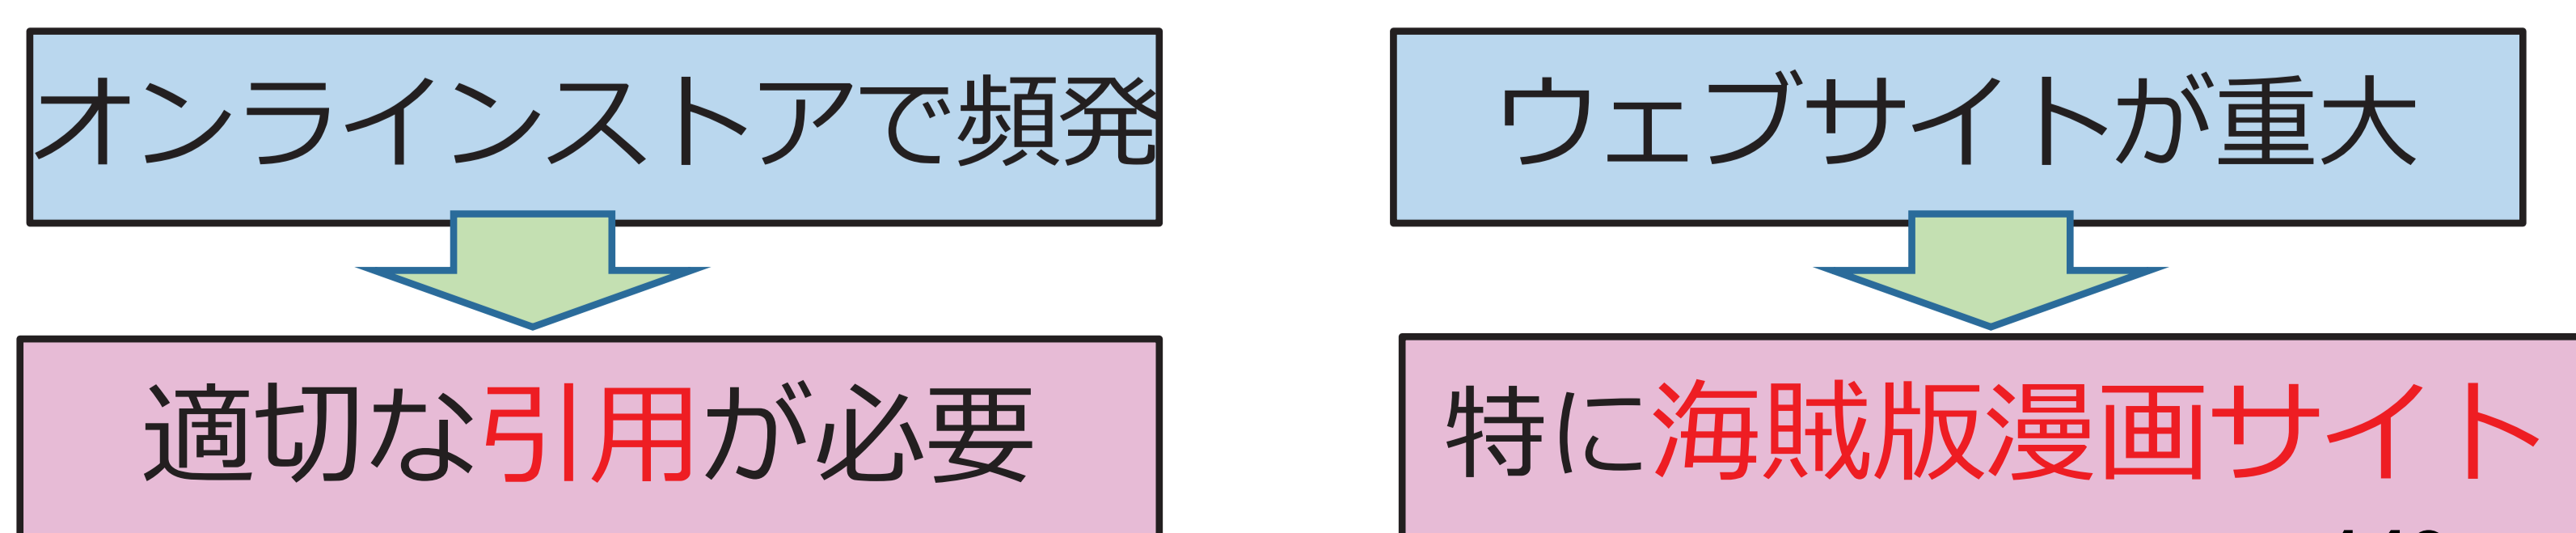 オンラインストアで頻発
適切な引用が必要
ウェブサイトが重大
特に海賊版漫画サイト